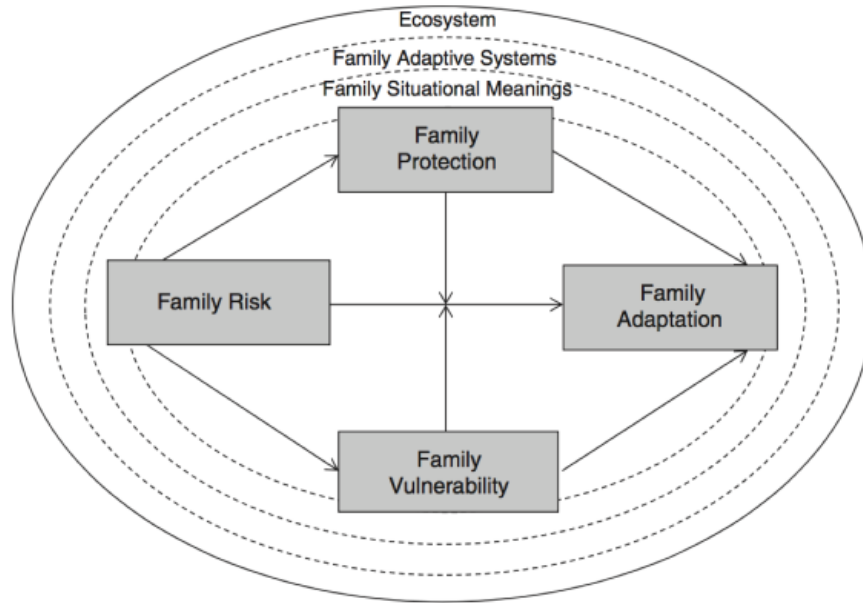 Ecosystem
Family Adaptive Systems
Family Situational Meanings
Family
Protection
Family Risk
Family
Adaptation
Family
Vulnerability